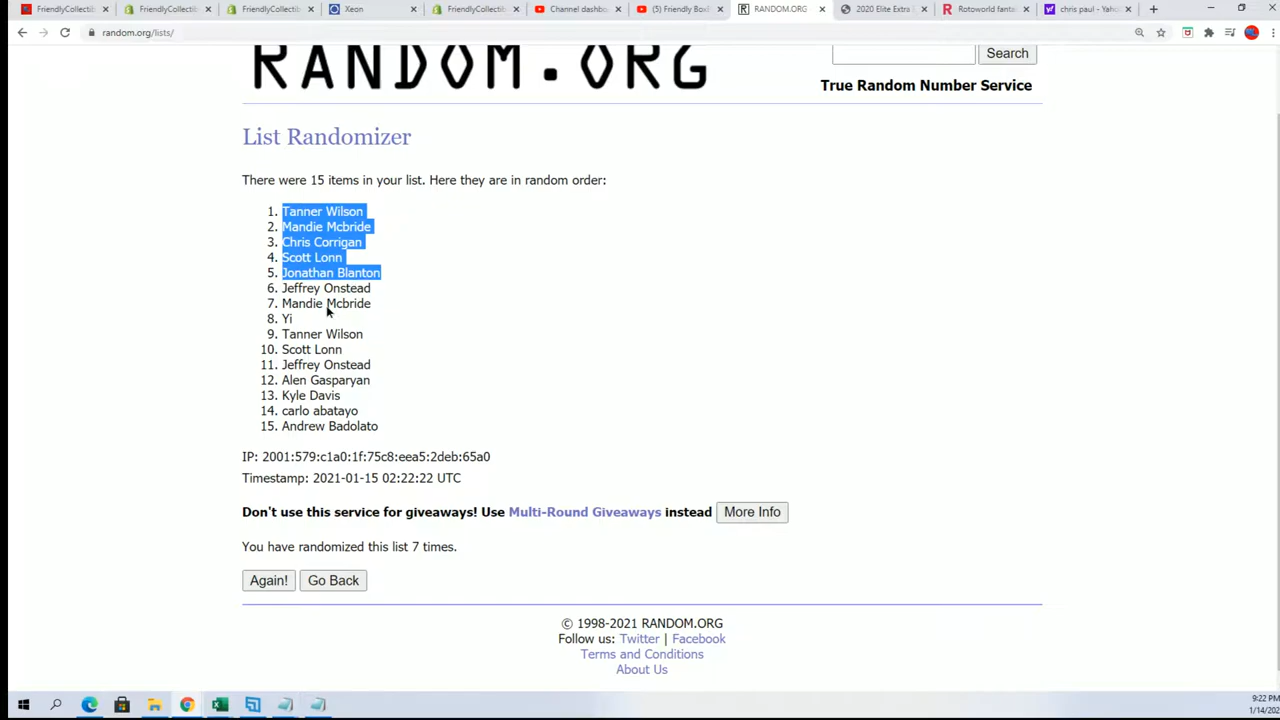 FriendlyCollectib
FriendlyCollectib
FriendlyCollectib
Xeon
FriendlyCollectib
Channel dashbo
(5) Friendly Box
RANDOM.ORG
2020 Elite Extra
Rotoworld fanta
chris paul - Yaho
random.org/lists/
RANDOM.ORG
Search
True Random Number Service
List Randomizer
There were 15 items in your list. Here they are in random order:
1. Tanner Wilson
2. Mandie Mcbride
3. Chris Corrigan
4. Scott Lonn
5. Jonathan Blanton
6. Jeffrey Onstead
7. Mandie Mcbride
8. Yi
9. Tanner Wilson
10. Scott Lonn
11. Jeffrey Onstead
12. Alen Gasparyan
13. Kyle Davis
14. carlo abatayo
15. Andrew Badolato
IP: 2001:579:c1a0:1f:75c8:eea5:2deb:65a0
Timestamp: 2021-01-15 02:22:22 UTC
Don't use this service for giveaways! Use Multi-Round Giveaways instead More Info
You have randomized this list 7 times.
Again! Go Back
© 1998-2021 RANDOM.ORG
Follow us: Twitter | Facebook
Terms and Conditions
About Us
9:22 PM
1/14/202